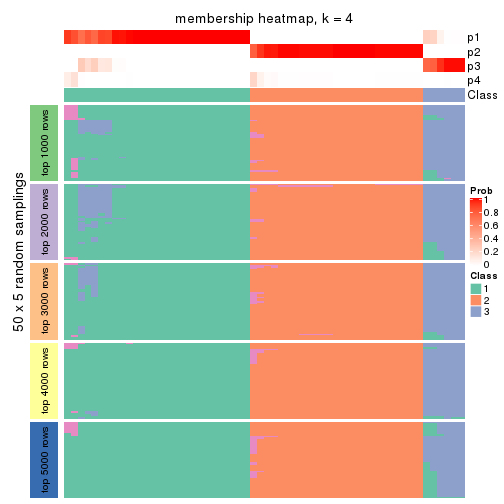 membership heatmap, k = 4
p1
p2
p3
p4
Class
50 x 5 random samplings
top 1000 rows
top 2000 rows
top 3000 rows
top 4000 rows
top 5000 rows
Prob
1
0.8
0.6
0.4
0.2
0
Class
1
2
3